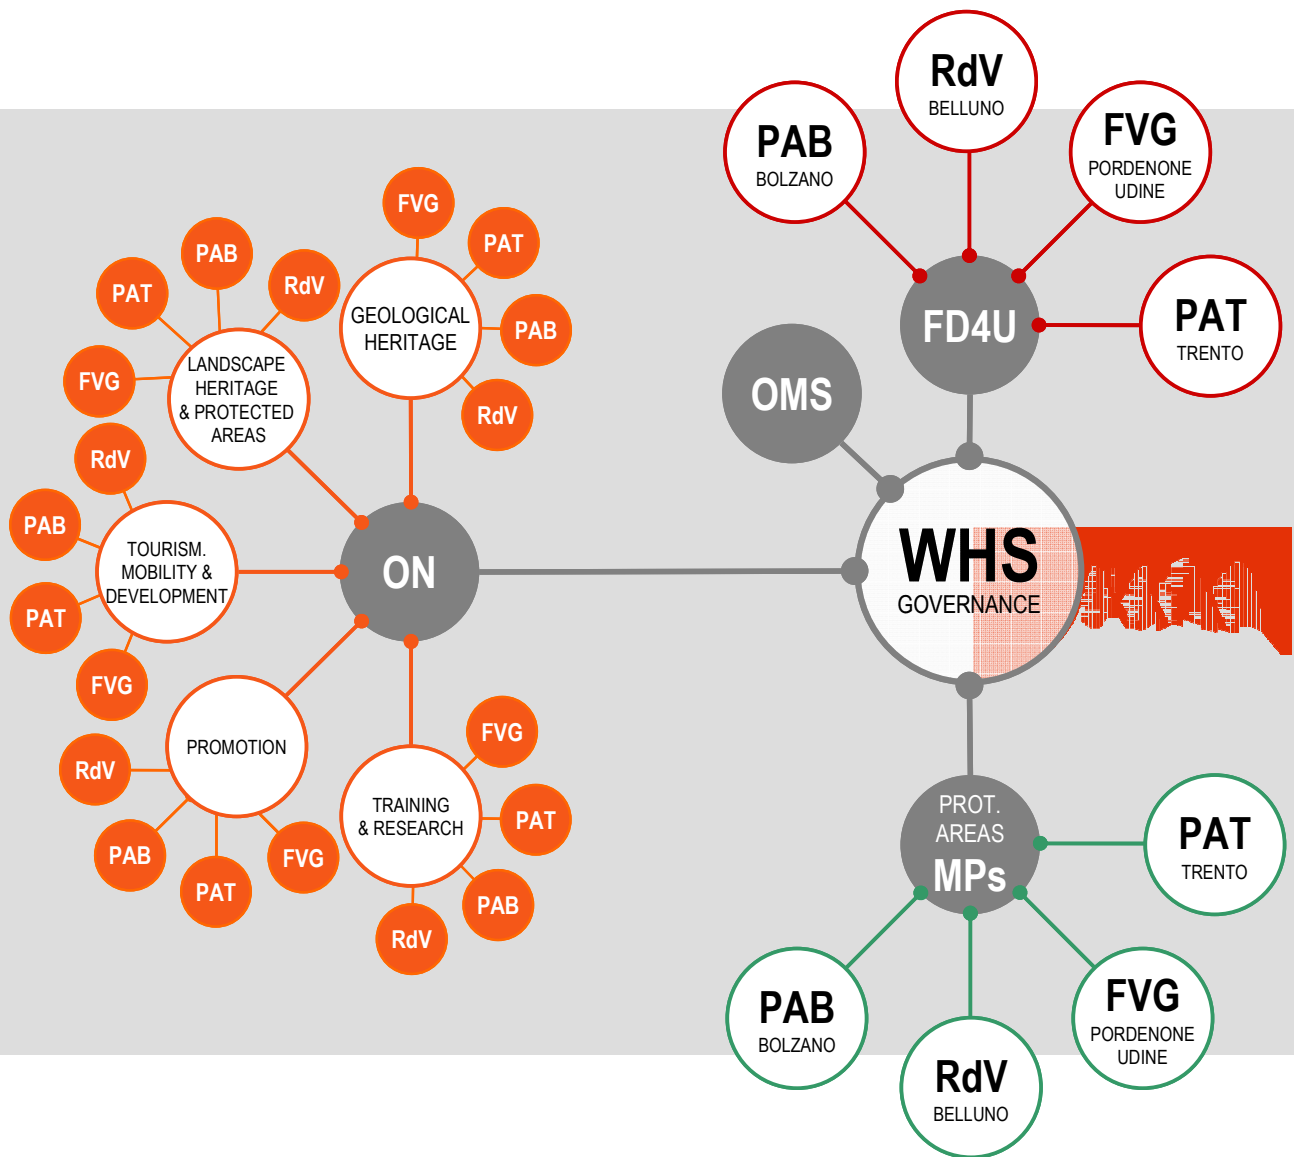 FVG
PAT
PAB
RdV
GEOLOGICAL
HERITAGE
PAB
RdV
PAT
FVG
LANDSCAPE
HERITAGE
& PROTECTED
AREAS
RdV
PAB
PAT
FVG
TOURISM.
MOBILITY &
DEVELOPMENT
RdV
PAB
PAT
FVG
PROMOTION
FVG
PAT
PAB
RdV
TRAINING
& RESEARCH
ON
PAB
BOLZANO
RdV
BELLUNO
FVG
PORDENONE
UDINE
PAT
TRENTO
FD4U
OMS
WHS
GOVERNANCE
PROT.
AREAS
MPs
PAT
TRENTO
PAB
BOLZANO
RdV
BELLUNO
FVG
PORDENONE
UDINE